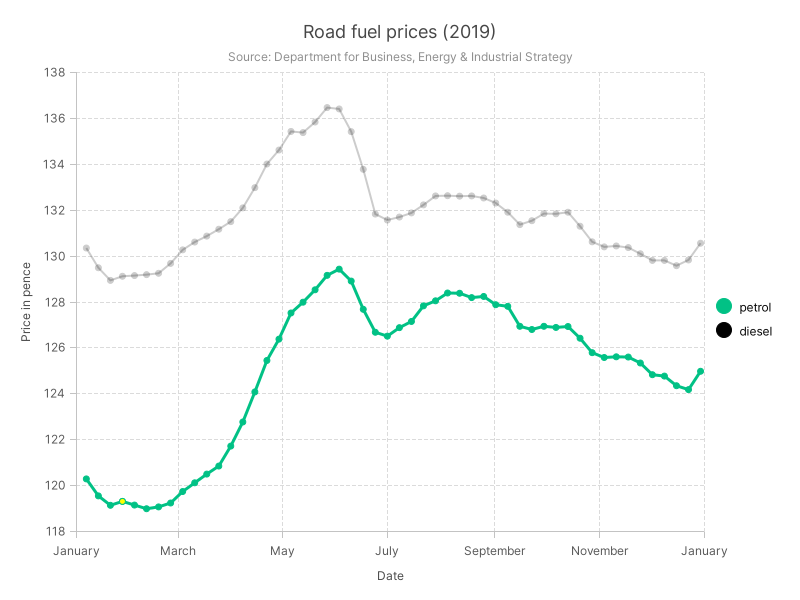 Road fuel prices (2019)
Source: Department for Business, Energy & Industrial Strategy
138
136
134
132
130
128
126
124
122
120
118
Price in pence
January March May July September November January
Date
petrol
diesel